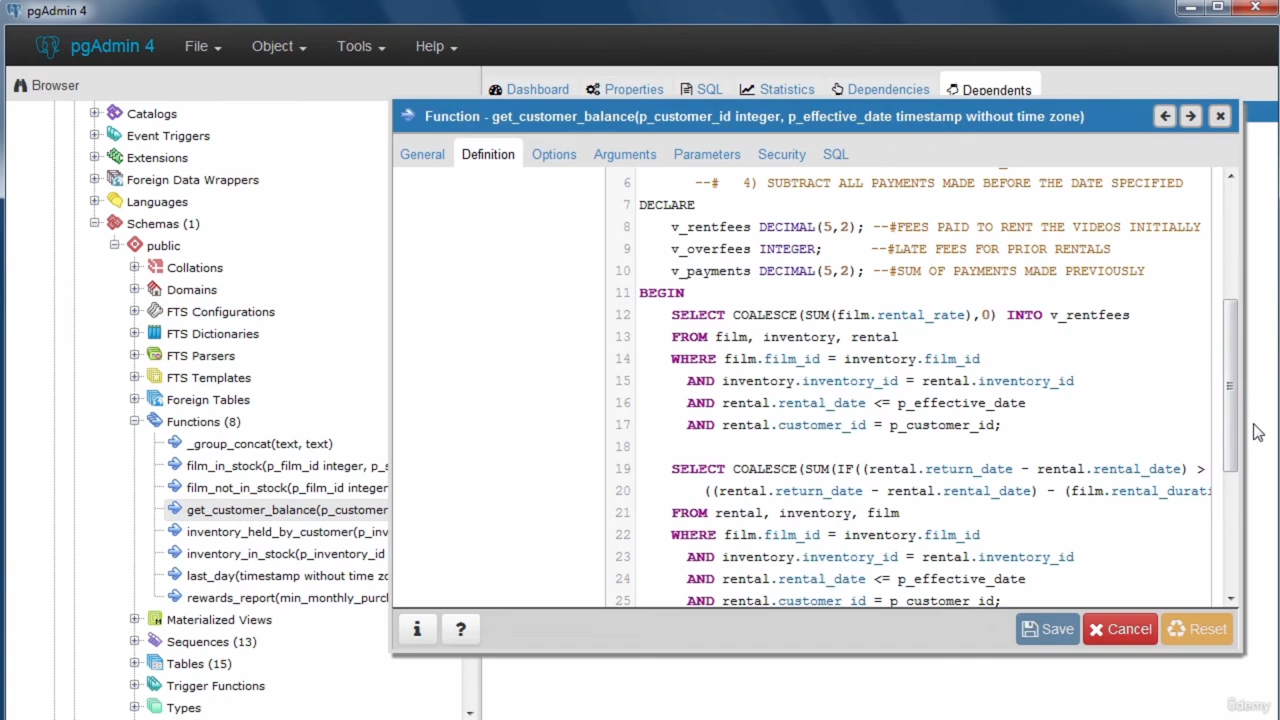 pgAdmin 4
pgAdmin 4 File Object Tools Help
Browser
Dashboard Properties SQL Statistics Dependencies Dependents
Catalogs
Event Triggers
Extensions
Foreign Data Wrappers
Languages
Schemas (1)
public
Collations
Domains
FTS Configurations
FTS Dictionaries
FTS Parsers
FTS Templates
Foreign Tables
Functions (8)
_group_concat(text, text)
film_in_stock(p_film_id integer, p_s
film_not_in_stock(p_film_id integer
get_customer_balance(p_customer
inventory_held_by_customer(p_inv
inventory_in_stock(p_inventory_id
last_day(timestamp without time zo
rewards_report(min_monthly_purc
Materialized Views
Sequences (13)
Tables (15)
Trigger Functions
Types
Function - get_customer_balance(p_customer_id integer, p_effective_date timestamp without time zone)
General Definition Options Arguments Parameters Security SQL
6 --# 4) SUBTRACT ALL PAYMENTS MADE BEFORE THE DATE SPECIFIED
7 DECLARE
8 v_rentfees DECIMAL(5,2); --#FEES PAID TO RENT THE VIDEOS INITIALLY
9 v_overfees INTEGER; --#LATE FEES FOR PRIOR RENTALS
10 v_payments DECIMAL(5,2); --#SUM OF PAYMENTS MADE PREVIOUSLY
11 BEGIN
12 SELECT COALESCE(SUM(film.rental_rate),0) INTO v_rentfees
13 FROM film, inventory, rental
14 WHERE film.film_id = inventory.film_id
15 AND inventory.inventory_id = rental.inventory_id
16 AND rental.rental_date <= p_effective_date
17 AND rental.customer_id = p_customer_id;
18
19 SELECT COALESCE(SUM(IF((rental.return_date - rental.rental_date) >
20 ((rental.return_date - rental.rental_date) - (film.rental_durati
21 FROM rental, inventory, film
22 WHERE film.film_id = inventory.film_id
23 AND inventory.inventory_id = rental.inventory_id
24 AND rental.rental_date <= p_effective_date
25 AND rental.customer_id = p_customer_id;
i ? Save Cancel Reset
Udemy